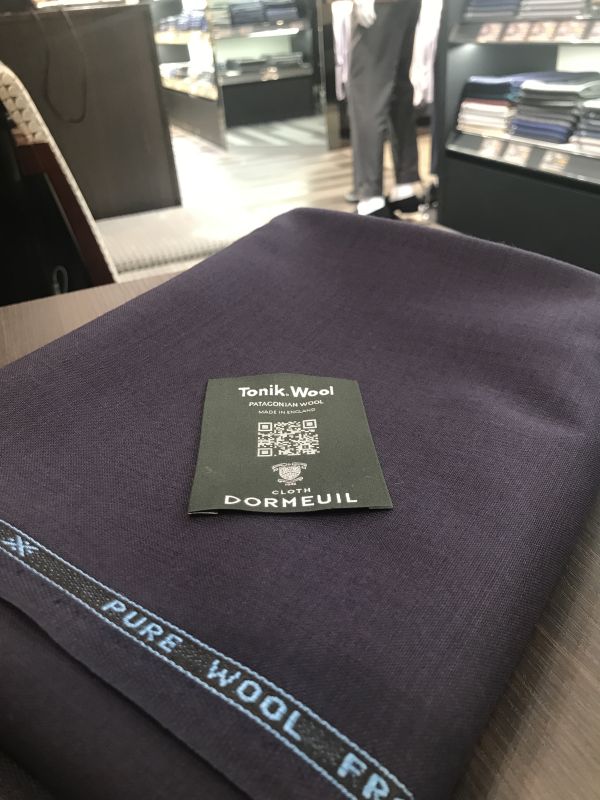 Tonik. Wool
PATAGONIAN WOOL
MADE IN ENGLAND
CLOTH
DORMEUIL
PURE WOOL